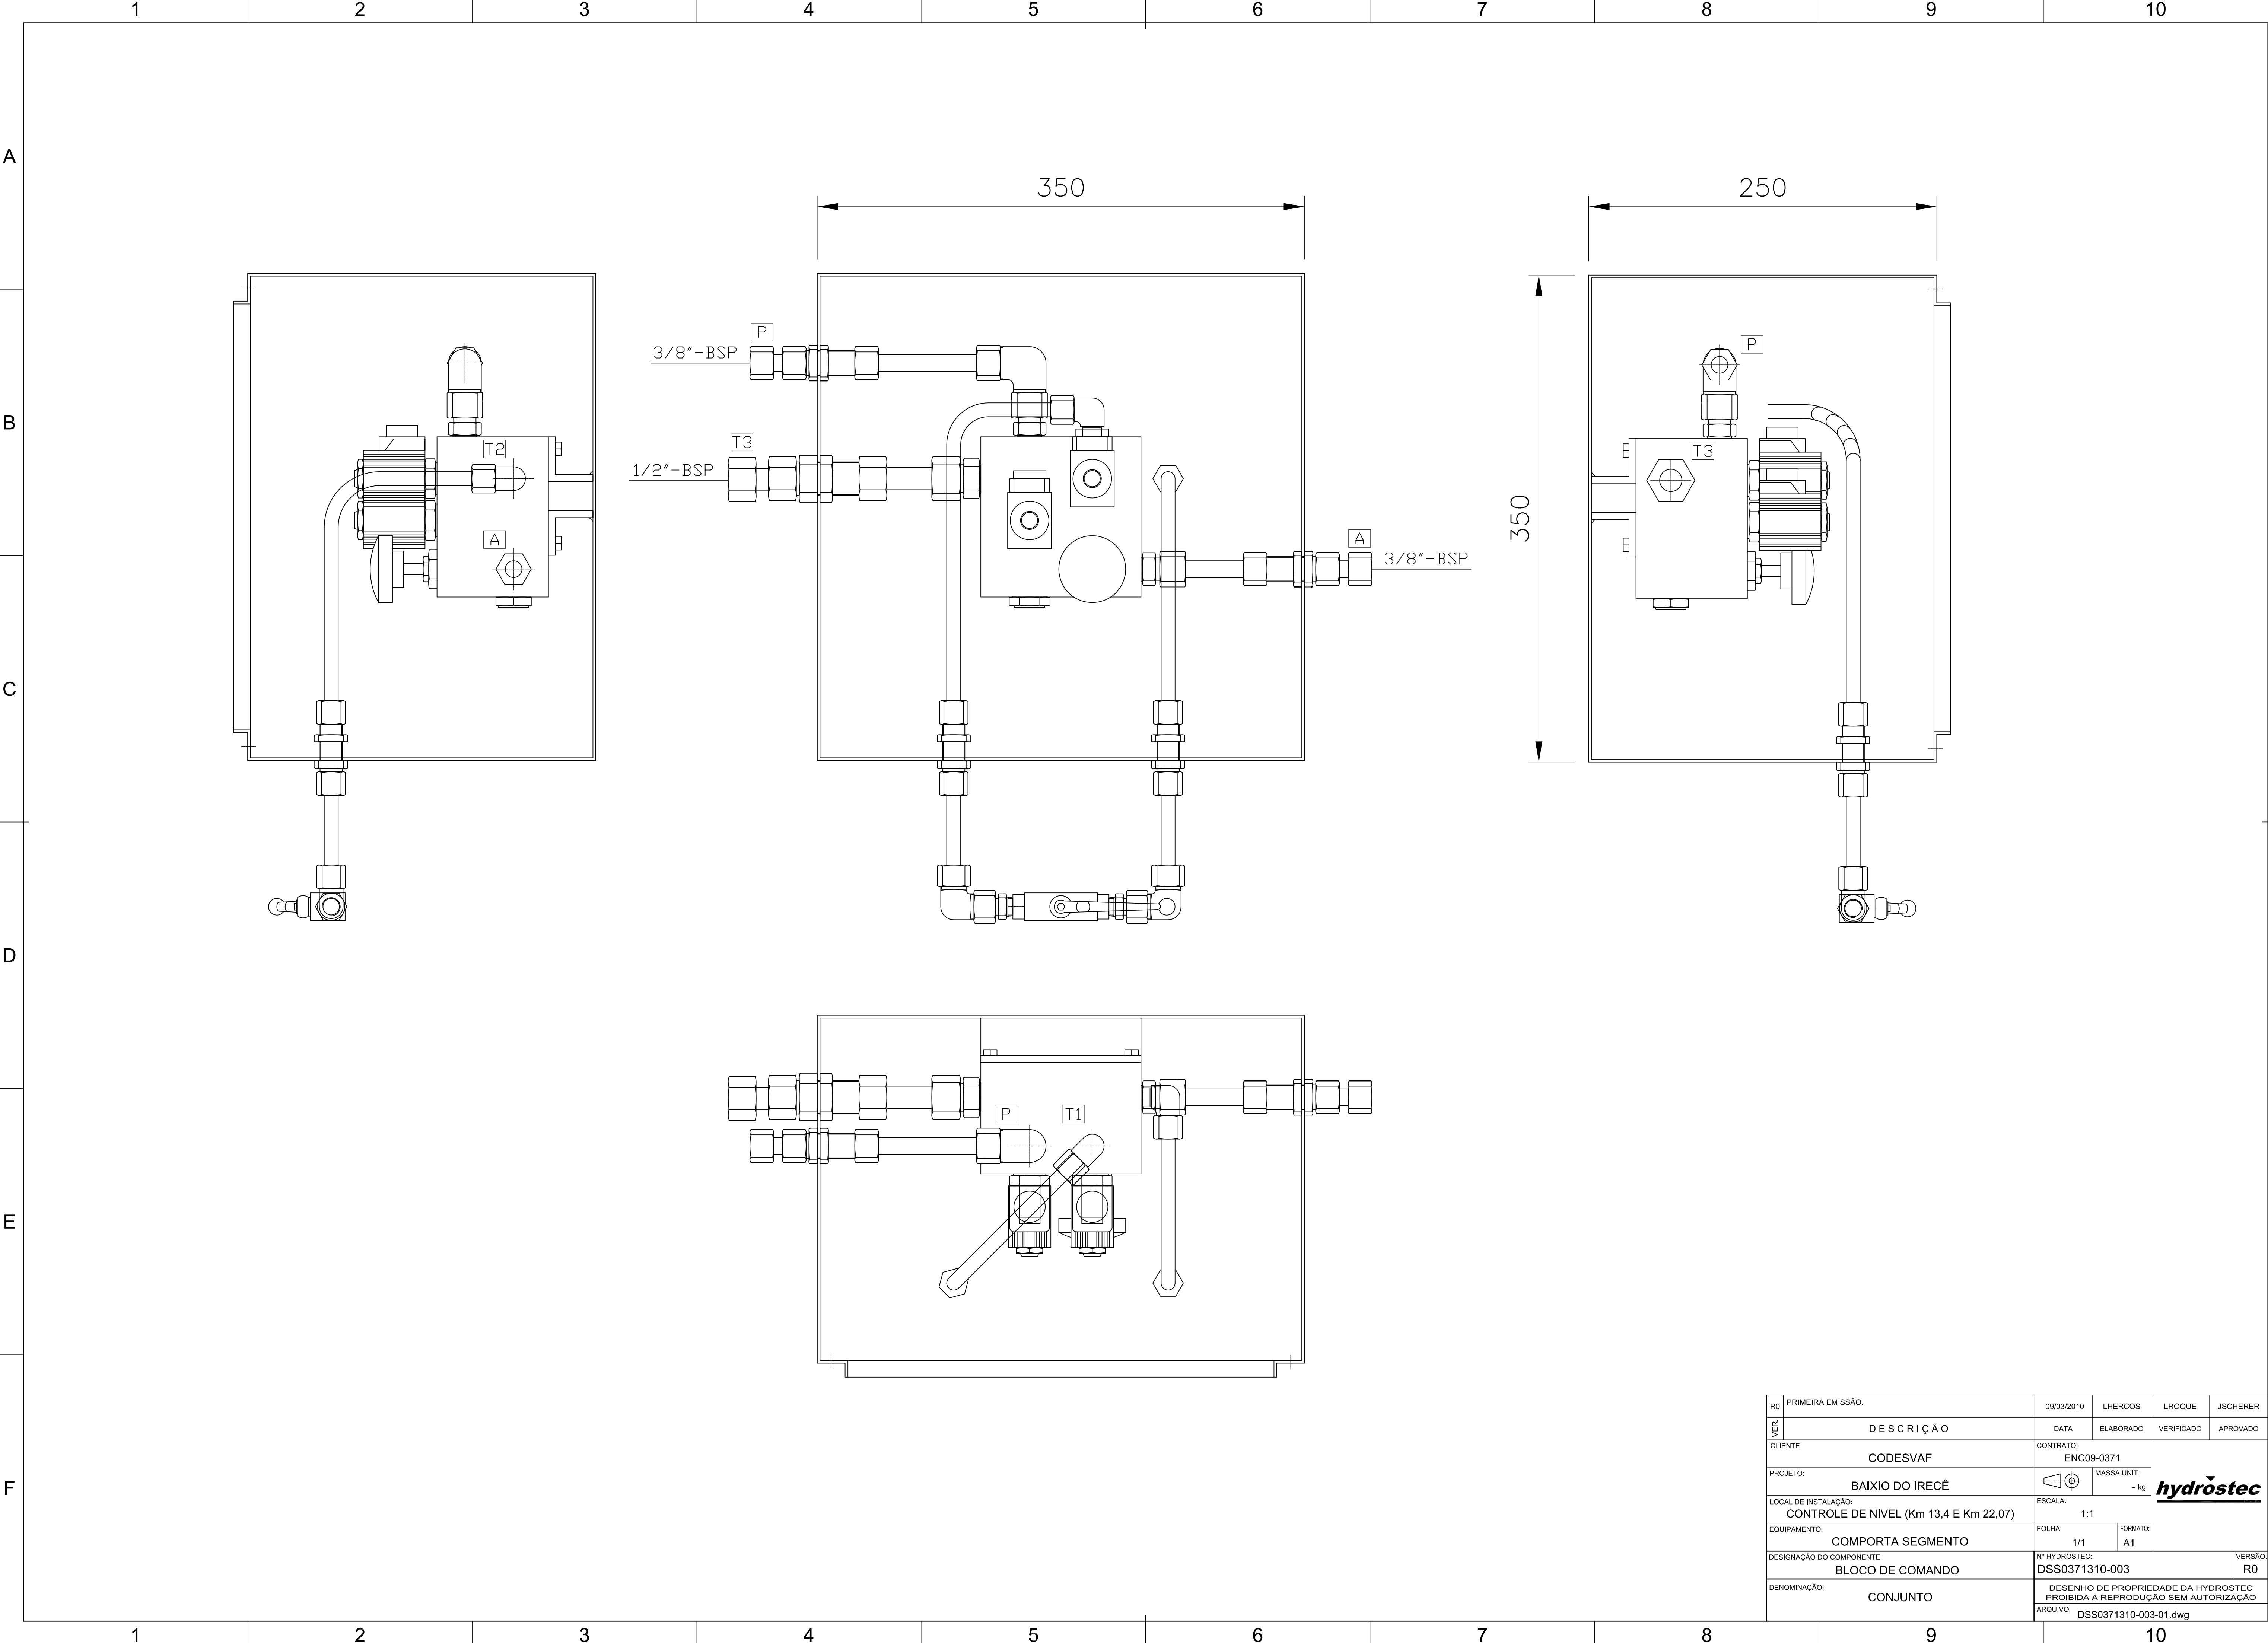 1 2 3 4 5 6 7 8 9 10
A
B
C
D
E
F
350
250
350
P
3/8"-BSP
T3
1/2"-BSP
A
3/8"-BSP
T2
A
P
T3
P T1
R0 PRIMEIRA EMISSÃO. 09/03/2010 LHERCOS LROQUE JSCHERER
VER. DESCRIÇÃO DATA ELABORADO VERIFICADO APROVADO
CLIENTE:
CODESVAF
CONTRATO:
ENC09-0371
PROJETO:
BAIXIO DO IRECÊ
MASSA UNIT.:
- kg
hydrostec
LOCAL DE INSTALAÇÃO:
CONTROLE DE NIVEL (Km 13,4 E Km 22,07)
ESCALA:
1:1
EQUIPAMENTO:
COMPORTA SEGMENTO
FOLHA:
1/1
FORMATO:
A1
DESIGNAÇÃO DO COMPONENTE:
BLOCO DE COMANDO
Nº HYDROSTEC:
DSS0371310-003
VERSÃO:
R0
DENOMINAÇÃO:
CONJUNTO
DESENHO DE PROPRIEDADE DA HYDROSTEC
PROIBIDA A REPRODUÇÃO SEM AUTORIZAÇÃO
ARQUIVO: DSS0371310-003-01.dwg
1 2 3 4 5 6 7 8 9 10